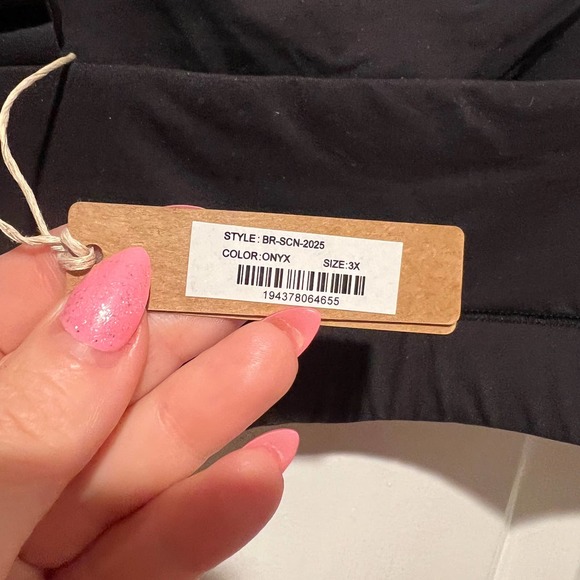 STYLE: BR-SCN-2025
COLOR:ONYX SIZE:3X
194378064655